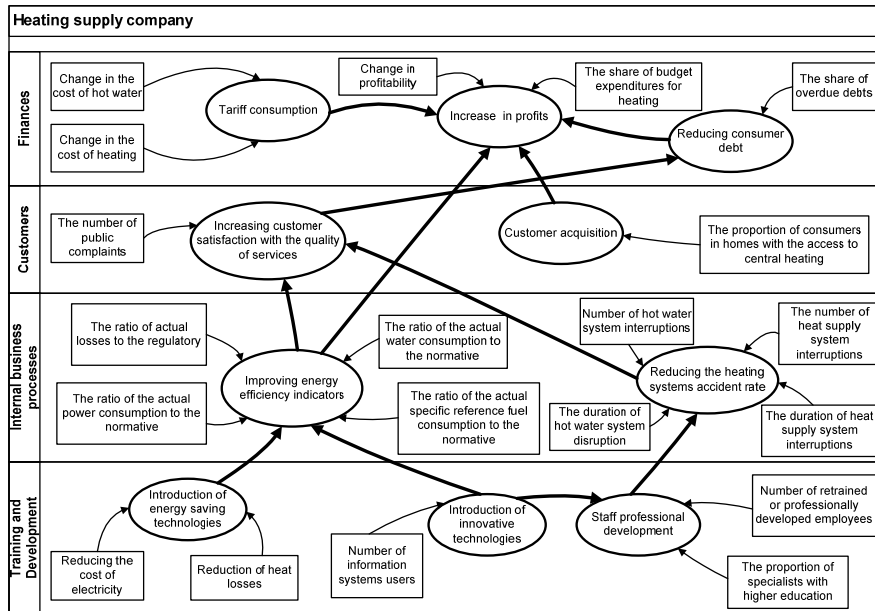 Heating supply company
Finances
Change in the
cost of hot water
Change in the
cost of heating
Tariff consumption
Change in
profitability
Increase in profits
The share of budget
expenditures for
heating
The share of
overdue debts
Reducing consumer
debt
Customers
The number of
public
complaints
Increasing customer
satisfaction with the quality
of services
Customer acquisition
The proportion of consumers
in homes with the access to
central heating
Internal business
processes
The ratio of actual
losses to the regulatory
The ratio of the actual
power consumption to the
normative
Improving energy
efficiency indicators
The ratio of the actual
water consumption to the
normative
The ratio of the actual
specific reference fuel
consumption to the
normative
Number of hot water
system interruptions
The number of
heat supply
system
interruptions
Reducing the heating
systems accident rate
The duration of
hot water system
disruption
The duration of heat
supply system
interruptions
Training and
Development
Introduction of
energy saving
technologies
Reducing the
cost of
electricity
Reduction of heat
losses
Number of
information
systems users
Introduction of
innovative
technologies
Staff professional
development
Number of retrained
or professionally
developed employees
The proportion of
specialists with
higher education